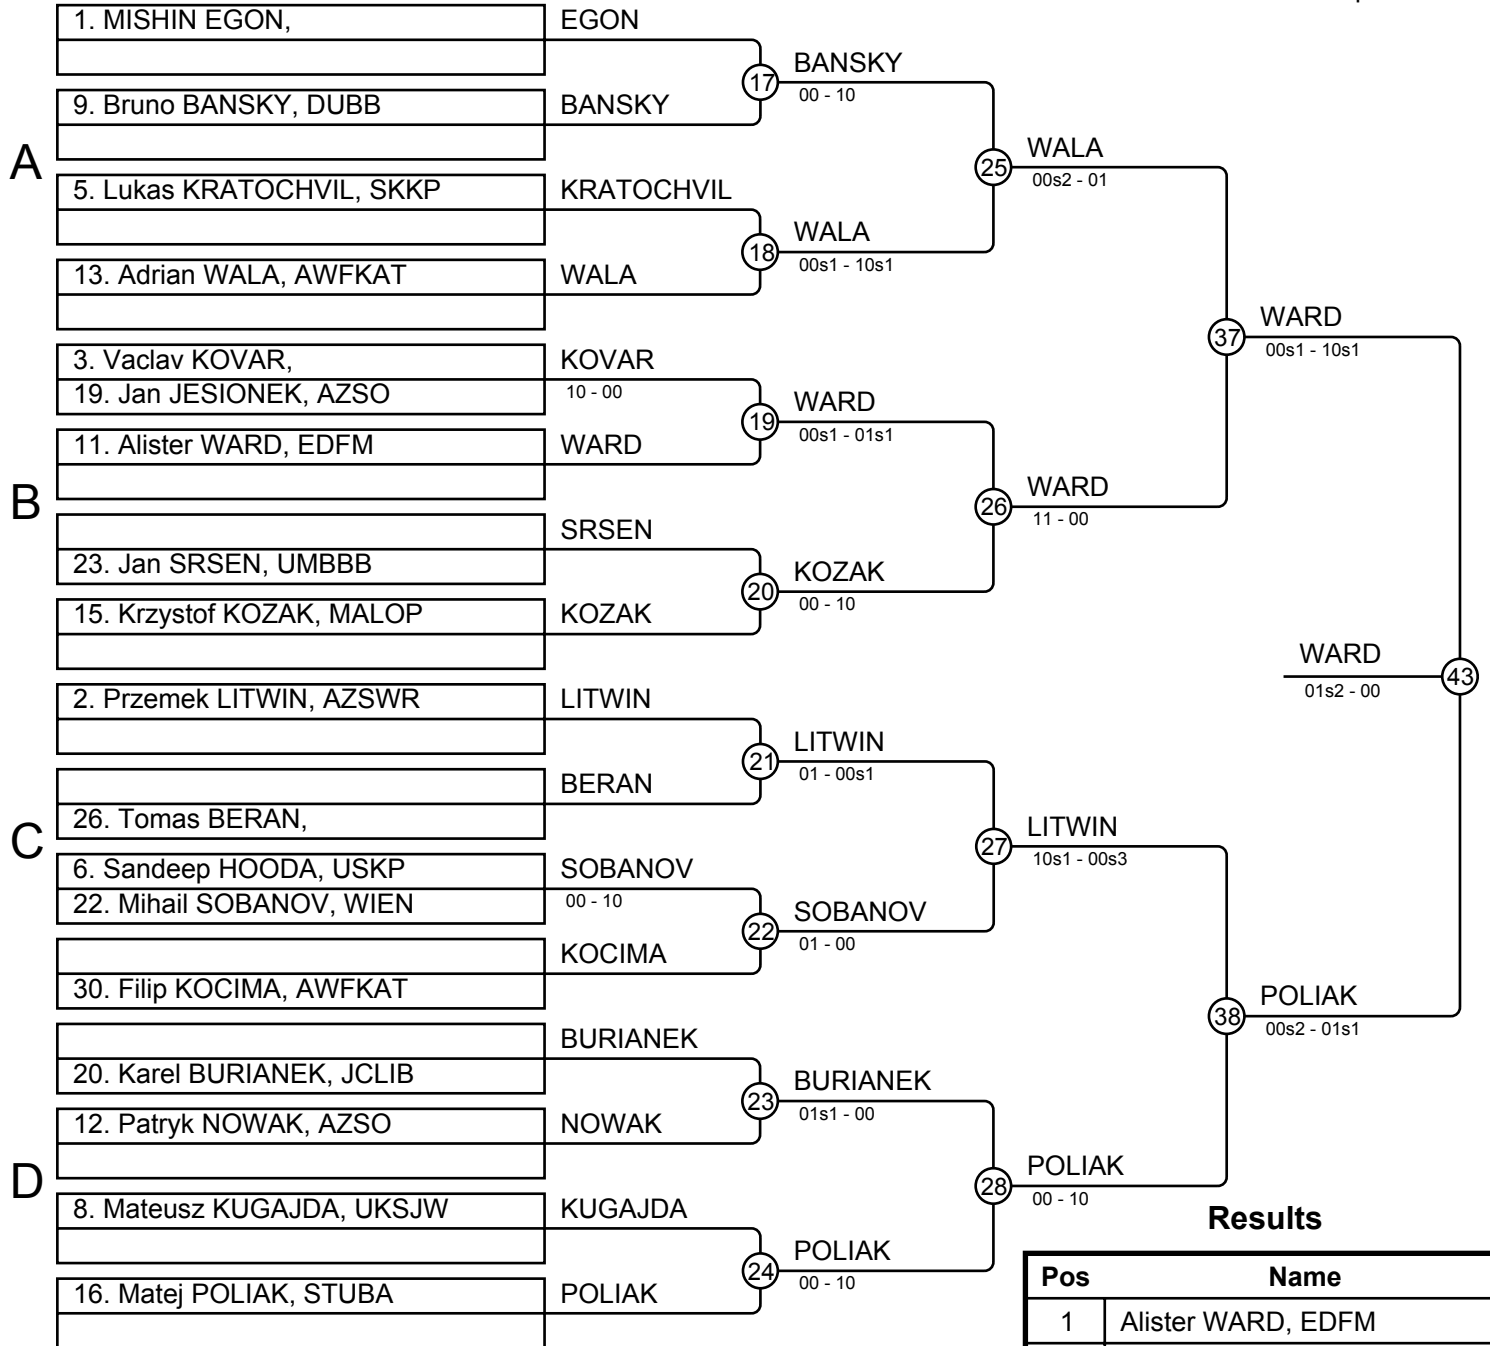 1. MISHIN EGON,
EGON
17
BANSKY
00 - 10
9. Bruno BANSKY, DUBB
BANSKY
A
25
WALA
00s2 - 01
5. Lukas KRATOCHVIL, SKKP
KRATOCHVIL
18
WALA
00s1 - 10s1
13. Adrian WALA, AWFKAT
WALA
37
WARD
00s1 - 10s1
3. Vaclav KOVAR,
19. Jan JESIONEK, AZSO
KOVAR
10 - 00
19
WARD
00s1 - 01s1
11. Alister WARD, EDFM
WARD
B
26
WARD
11 - 00
SRSEN
23. Jan SRSEN, UMBBB
20
KOZAK
00 - 10
15. Krzystof KOZAK, MALOP
KOZAK
WARD
01s2 - 00
43
2. Przemek LITWIN, AZSWR
LITWIN
21
LITWIN
01 - 00s1
BERAN
26. Tomas BERAN,
C
27
LITWIN
10s1 - 00s3
6. Sandeep HOODA, USKP
22. Mihail SOBANOV, WIEN
SOBANOV
00 - 10
22
SOBANOV
01 - 00
KOCIMA
30. Filip KOCIMA, AWFKAT
38
POLIAK
00s2 - 01s1
BURIANEK
20. Karel BURIANEK, JCLIB
23
BURIANEK
01s1 - 00
12. Patryk NOWAK, AZSO
NOWAK
D
28
POLIAK
00 - 10
8. Mateusz KUGAJDA, UKSJW
KUGAJDA
24
POLIAK
00 - 10
16. Matej POLIAK, STUBA
POLIAK
Results
Pos Name
1 Alister WARD, EDFM